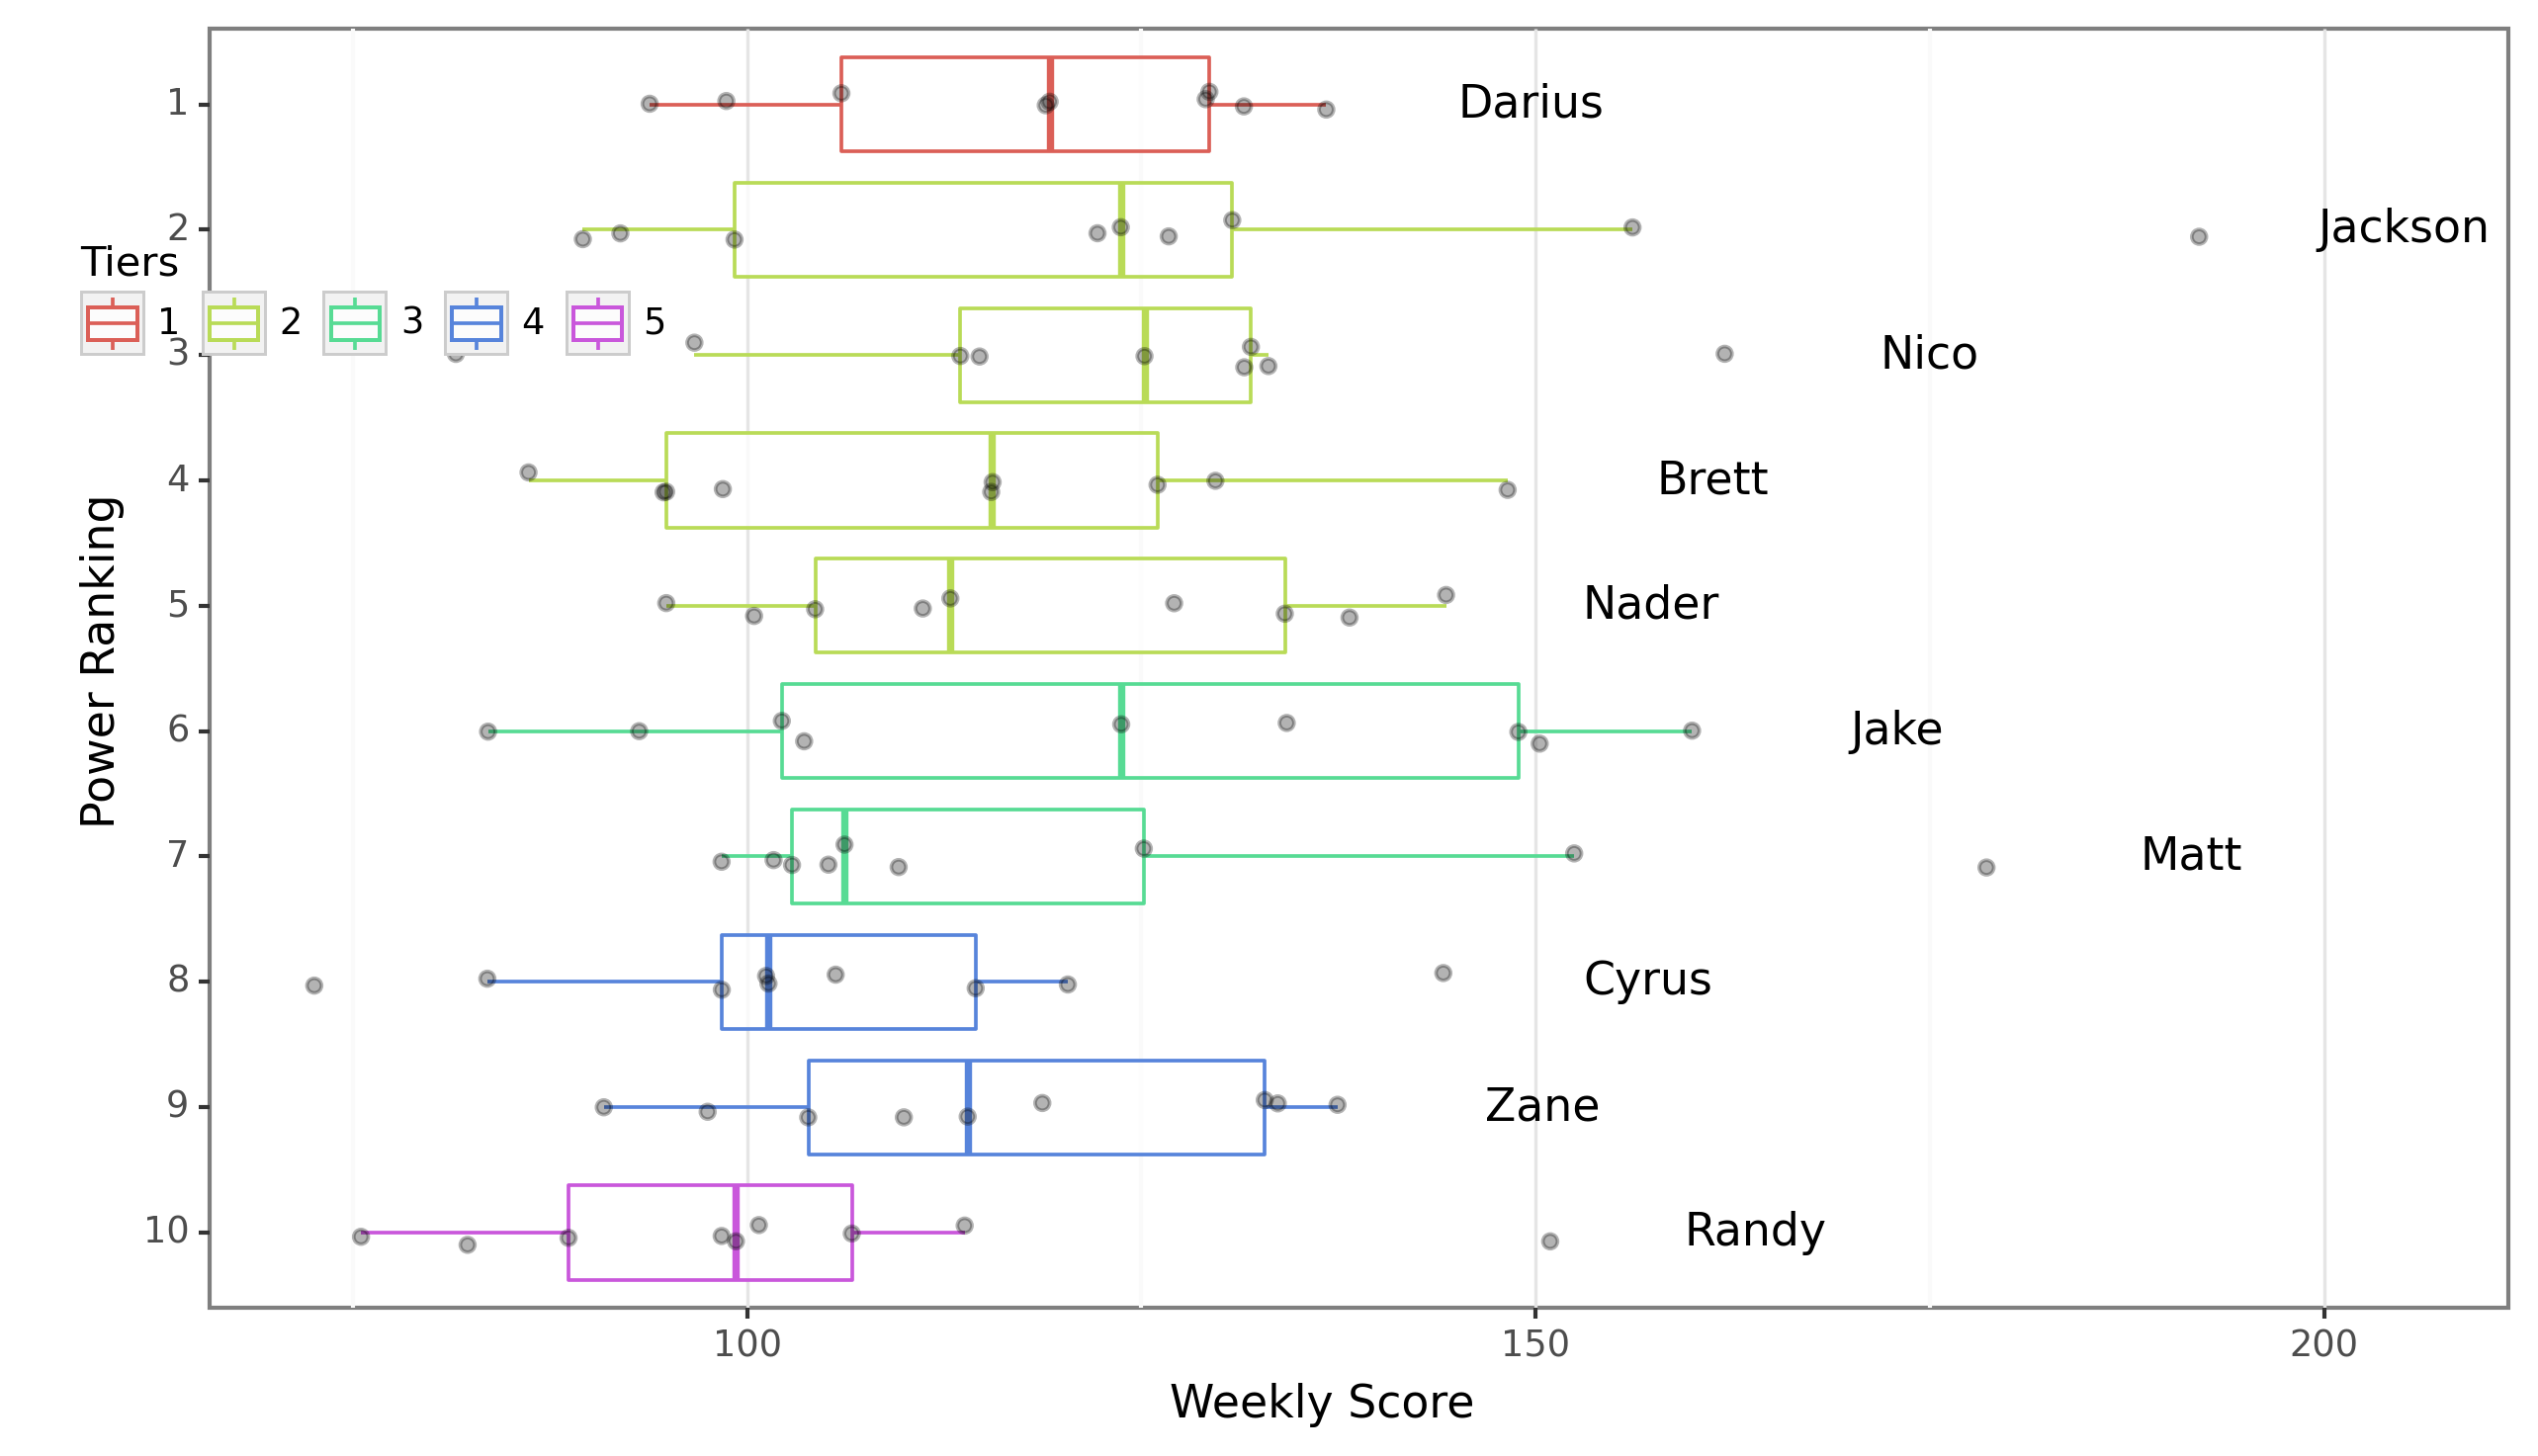 1 Darius
2 Jackson
Tiers
1 2 3 4 5
3 Nico
4 Brett
5 Nader
Power Ranking
6 Jake
7 Matt
8 Cyrus
9 Zane
10 Randy
100 150 200
Weekly Score